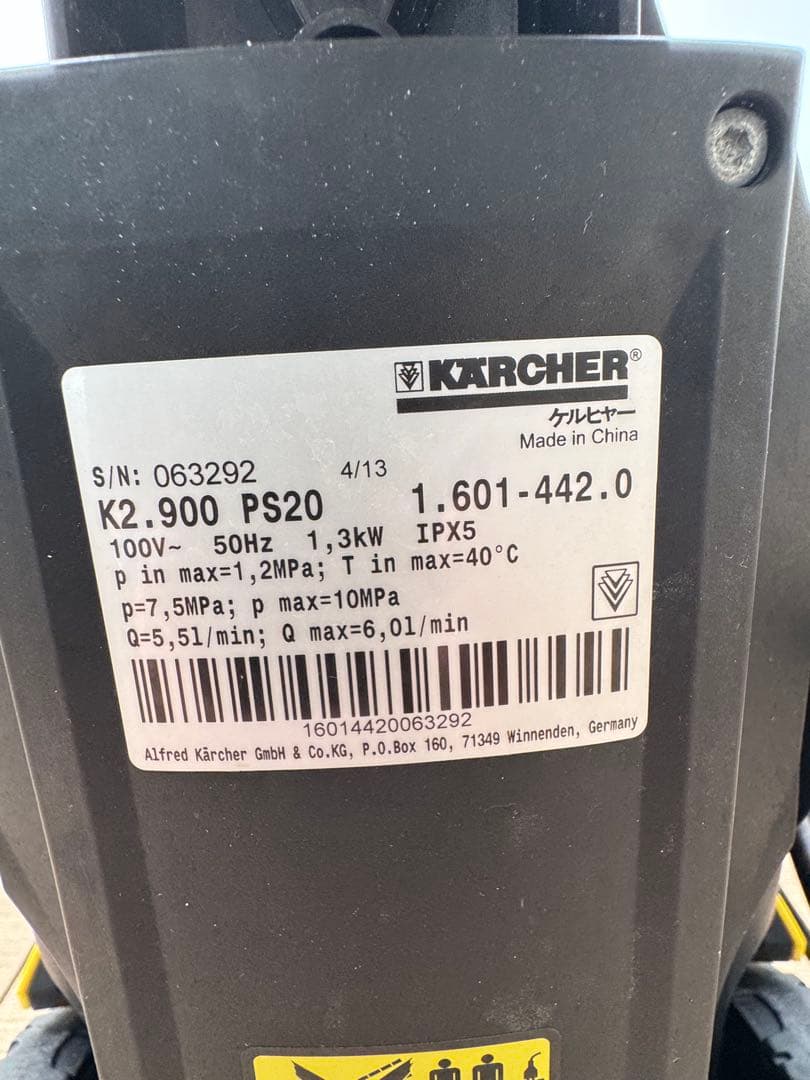 KÄRCHER®
ケルヒャー
Made in China
S/N: 063292 4/13
K2.900 PS20 1.601-442.0
100V~ 50Hz 1,3kW IPX5
p in max=1,2MPa; T in max=40°C
p=7,5MPa; p max=10MPa
Q=5,5l/min; Q max=6,0l/min
16014420063292
Alfred Kärcher GmbH & Co.KG, P.O.Box 160, 71349 Winnenden, Germany